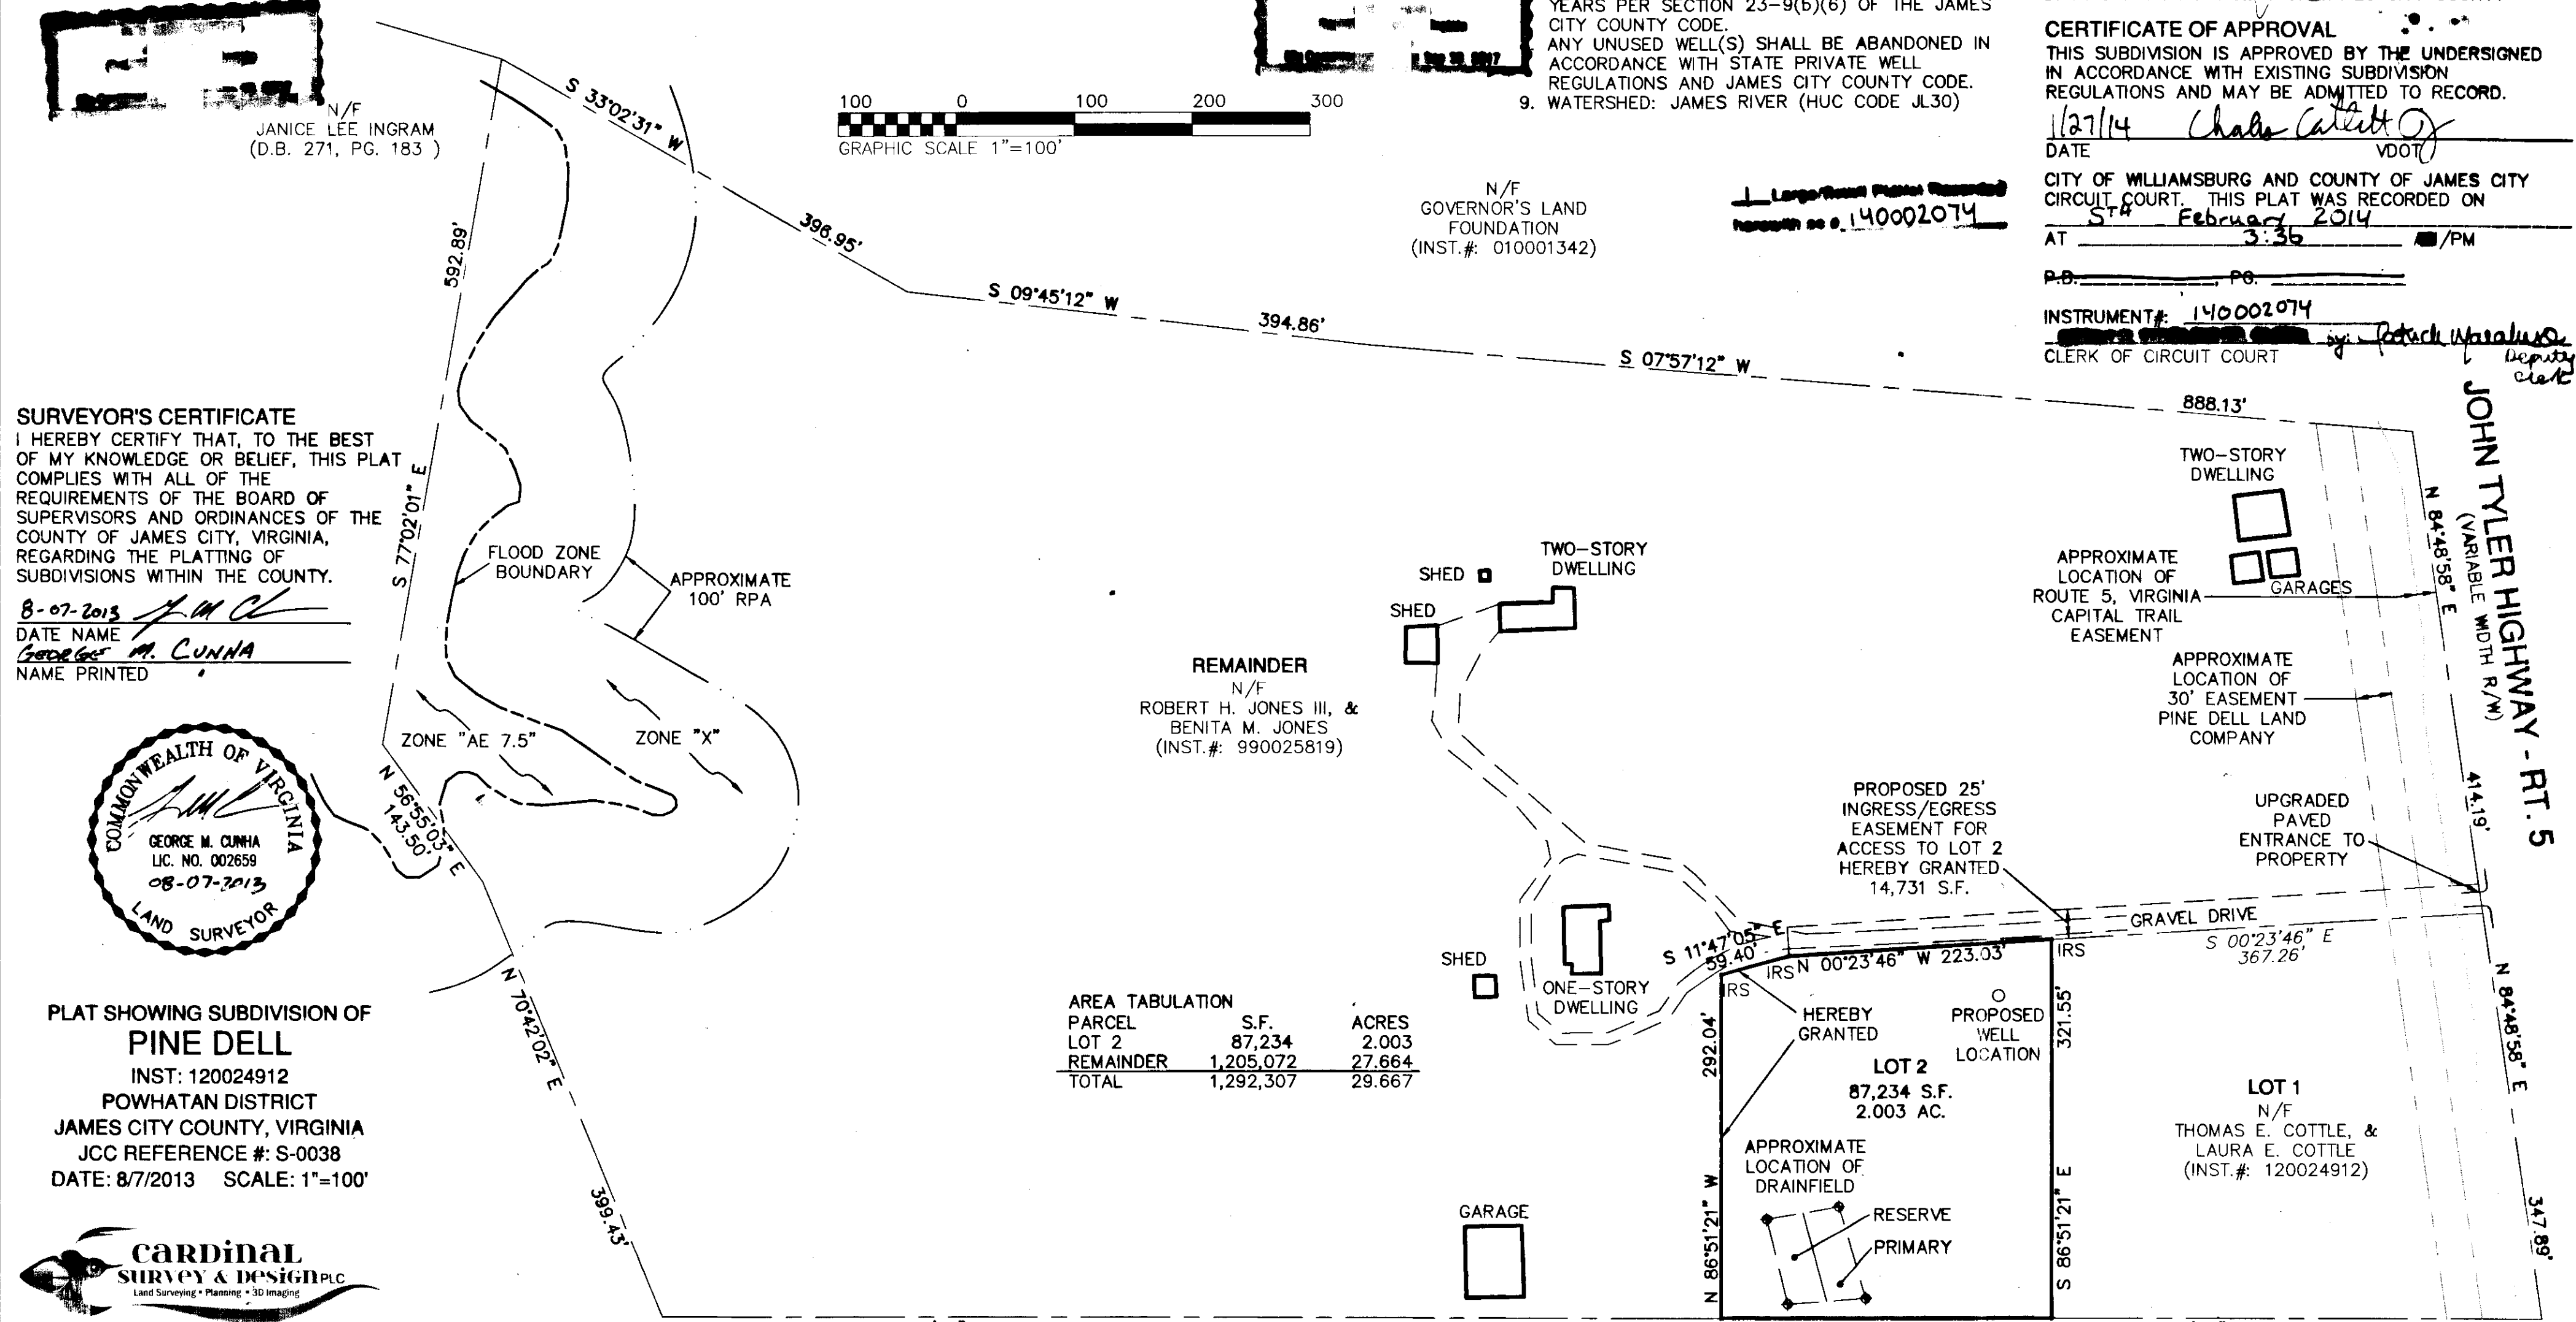 N/F
JANICE LEE INGRAM
(D.B. 271, PG. 183 )
100 0 100 200 300
GRAPHIC SCALE 1"=100'
YEARS PER SECTION 23-9(b)(6) OF THE JAMES
CITY COUNTY CODE.
ANY UNUSED WELL(S) SHALL BE ABANDONED IN
ACCORDANCE WITH STATE PRIVATE WELL
REGULATIONS AND JAMES CITY COUNTY CODE.
9. WATERSHED: JAMES RIVER (HUC CODE JL30)
CERTIFICATE OF APPROVAL
THIS SUBDIVISION IS APPROVED BY THE UNDERSIGNED
IN ACCORDANCE WITH EXISTING SUBDIVISION
REGULATIONS AND MAY BE ADMITTED TO RECORD.
1/27/14
DATE VDOT
CITY OF WILLIAMSBURG AND COUNTY OF JAMES CITY
CIRCUIT COURT. THIS PLAT WAS RECORDED ON
5TH February 2014
AT 3:36 /PM
P.B. , PG.
INSTRUMENT#: 140002074
by:
CLERK OF CIRCUIT COURT
Deputy
Clerk
N/F
GOVERNOR'S LAND
FOUNDATION
(INST.#: 010001342)
140002074
S 33°02'31" W
396.95'
S 09°45'12" W
394.86'
S 07°57'12" W
888.13'
592.89'
S 77°02'01" E
SURVEYOR'S CERTIFICATE
I HEREBY CERTIFY THAT, TO THE BEST
OF MY KNOWLEDGE OR BELIEF, THIS PLAT
COMPLIES WITH ALL OF THE
REQUIREMENTS OF THE BOARD OF
SUPERVISORS AND ORDINANCES OF THE
COUNTY OF JAMES CITY, VIRGINIA,
REGARDING THE PLATTING OF
SUBDIVISIONS WITHIN THE COUNTY.
8-07-2013
DATE NAME
GEORGE M. CUNHA
NAME PRINTED
FLOOD ZONE
BOUNDARY
APPROXIMATE
100' RPA
ZONE "AE 7.5"
ZONE "X"
N 56°55'03" E
143.50'
COMMONWEALTH OF VIRGINIA
GEORGE M. CUNHA
LIC. NO. 002659
08-07-2013
LAND SURVEYOR
N 70°42'02" E
399.43'
PLAT SHOWING SUBDIVISION OF
PINE DELL
INST: 120024912
POWHATAN DISTRICT
JAMES CITY COUNTY, VIRGINIA
JCC REFERENCE #: S-0038
DATE: 8/7/2013 SCALE: 1"=100'
CARDINAL
SURVEY & DESIGN PLC
Land Surveying • Planning • 3D Imaging
SHED
SHED
TWO-STORY
DWELLING
REMAINDER
N/F
ROBERT H. JONES III, &
BENITA M. JONES
(INST.#: 990025819)
AREA TABULATION
PARCEL S.F. ACRES
LOT 2 87,234 2.003
REMAINDER 1,205,072 27.664
TOTAL 1,292,307 29.667
SHED
ONE-STORY
DWELLING
GARAGE
TWO-STORY
DWELLING
GARAGES
APPROXIMATE
LOCATION OF
ROUTE 5, VIRGINIA
CAPITAL TRAIL
EASEMENT
APPROXIMATE
LOCATION OF
30' EASEMENT
PINE DELL LAND
COMPANY
JOHN TYLER HIGHWAY - RT. 5
(VARIABLE WIDTH R/W)
N 84°48'58" E
414.19'
UPGRADED
PAVED
ENTRANCE TO
PROPERTY
PROPOSED 25'
INGRESS/EGRESS
EASEMENT FOR
ACCESS TO LOT 2
HEREBY GRANTED
14,731 S.F.
GRAVEL DRIVE
S 00°23'46" E
367.26'
S 11°47'05" E
59.40'
IRS
N 00°23'46" W 223.03'
IRS
IRS
HEREBY
GRANTED
PROPOSED
WELL
LOCATION
292.04'
N 86°51'21" W
LOT 2
87,234 S.F.
2.003 AC.
321.55'
S 86°51'21" E
APPROXIMATE
LOCATION OF
DRAINFIELD
RESERVE
PRIMARY
LOT 1
N/F
THOMAS E. COTTLE, &
LAURA E. COTTLE
(INST.#: 120024912)
N 84°48'58" E
347.89'